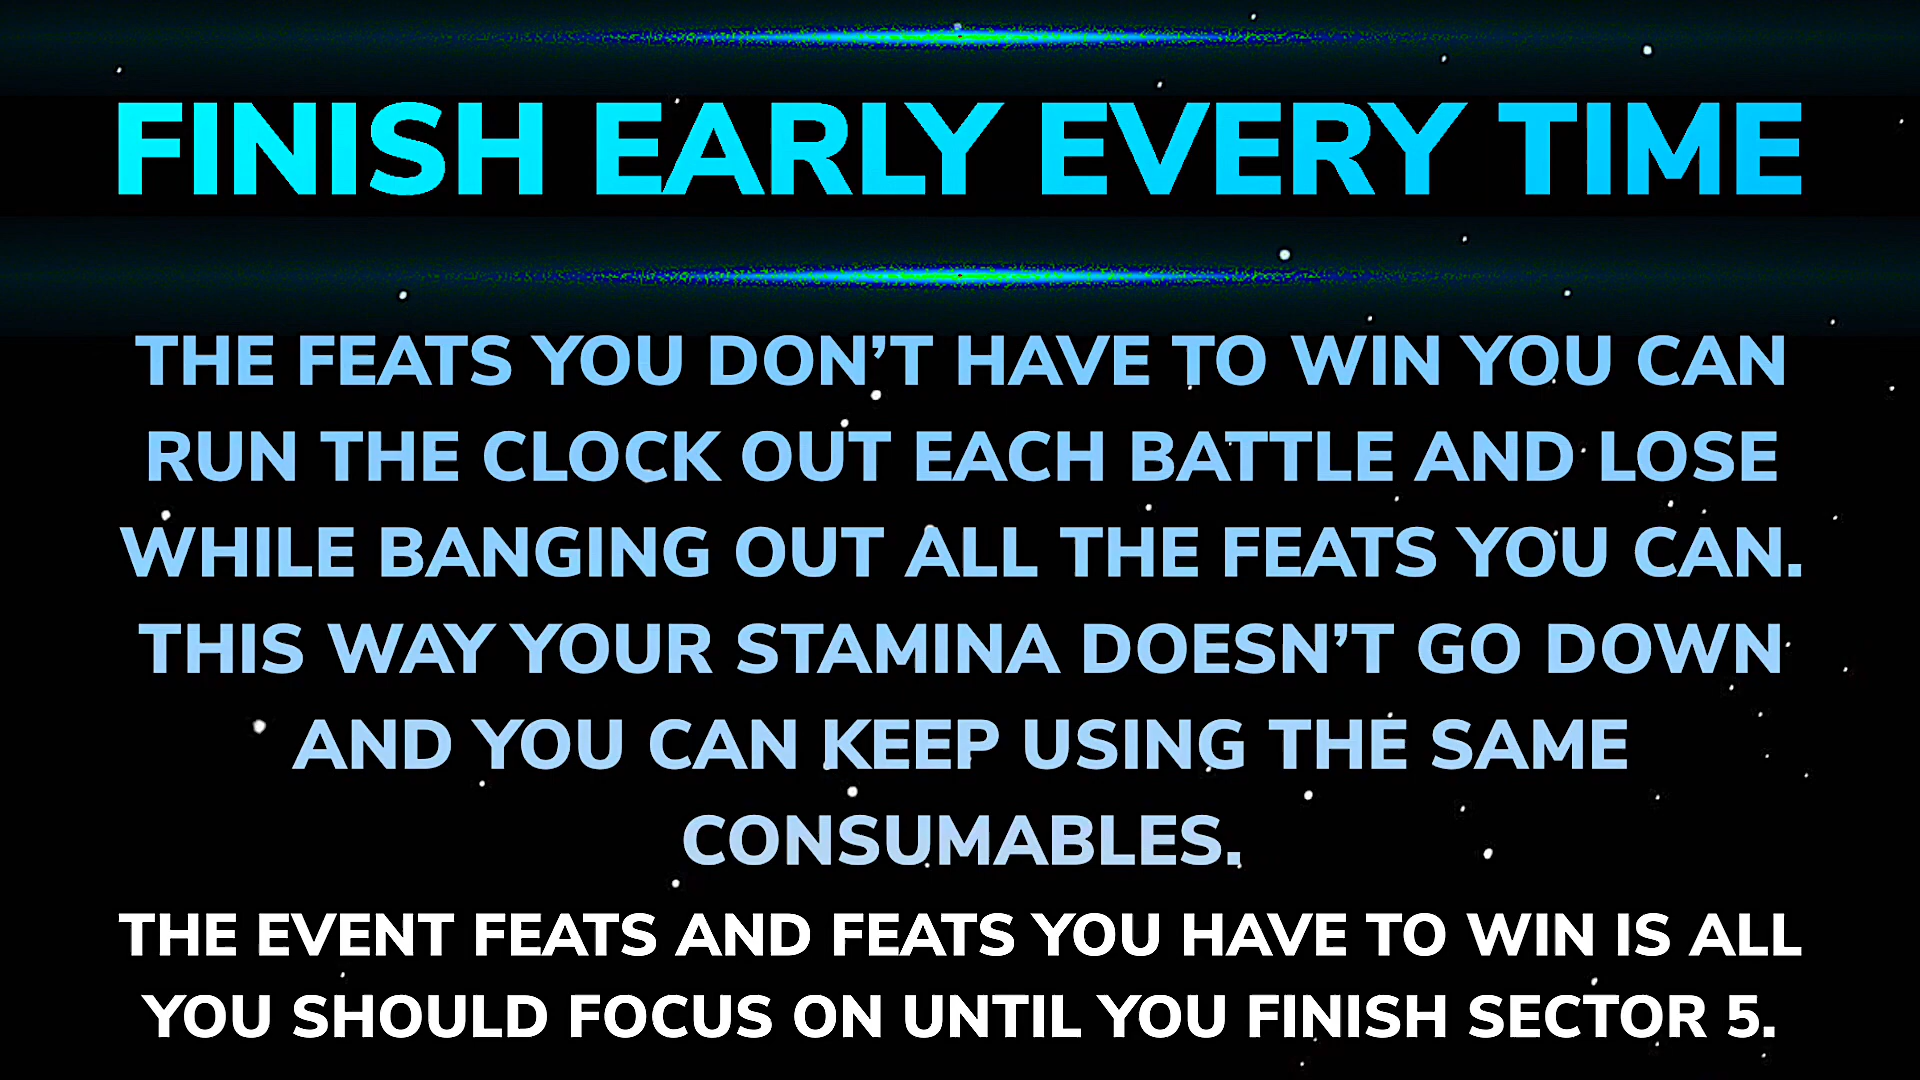 FINISH EARLY EVERY TIME
THE FEATS YOU DON’T HAVE TO WIN YOU CAN
RUN THE CLOCK OUT EACH BATTLE AND LOSE
WHILE BANGING OUT ALL THE FEATS YOU CAN.
THIS WAY YOUR STAMINA DOESN’T GO DOWN
AND YOU CAN KEEP USING THE SAME
CONSUMABLES.
THE EVENT FEATS AND FEATS YOU HAVE TO WIN IS ALL
YOU SHOULD FOCUS ON UNTIL YOU FINISH SECTOR 5.